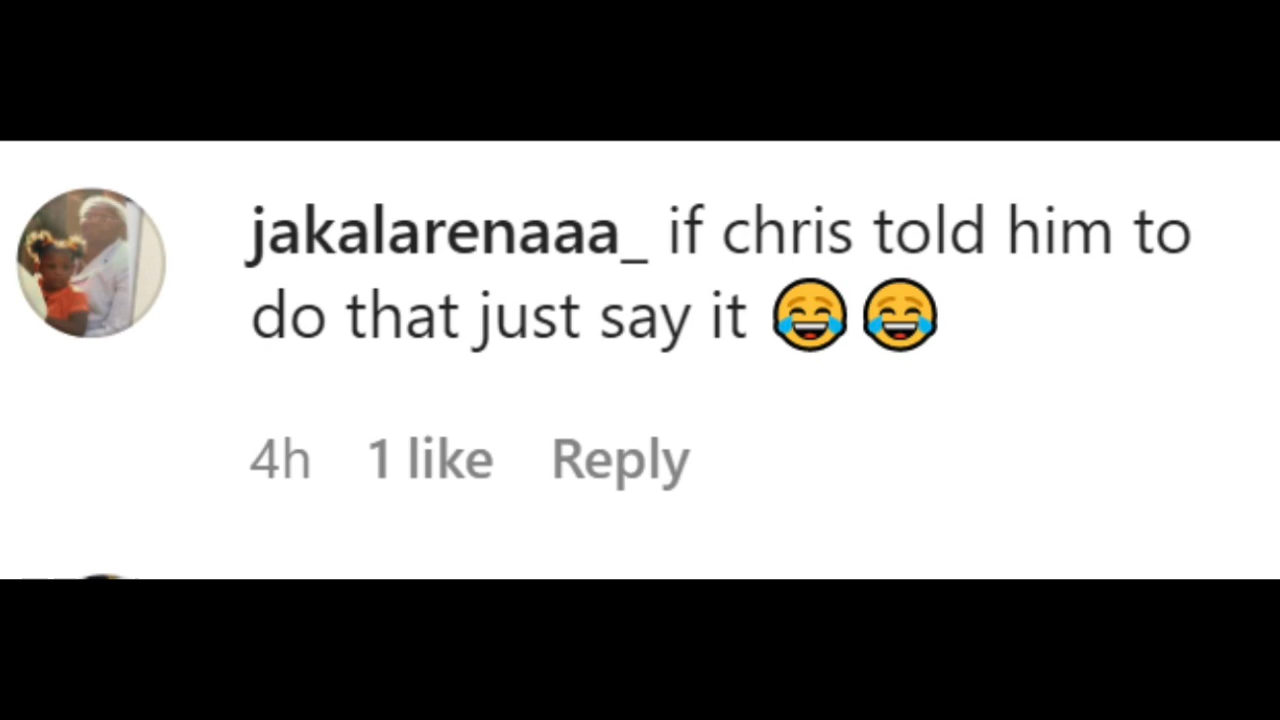 jakalarenaaa_ if chris told him to
do that just say it 😂😂
4h 1 like Reply